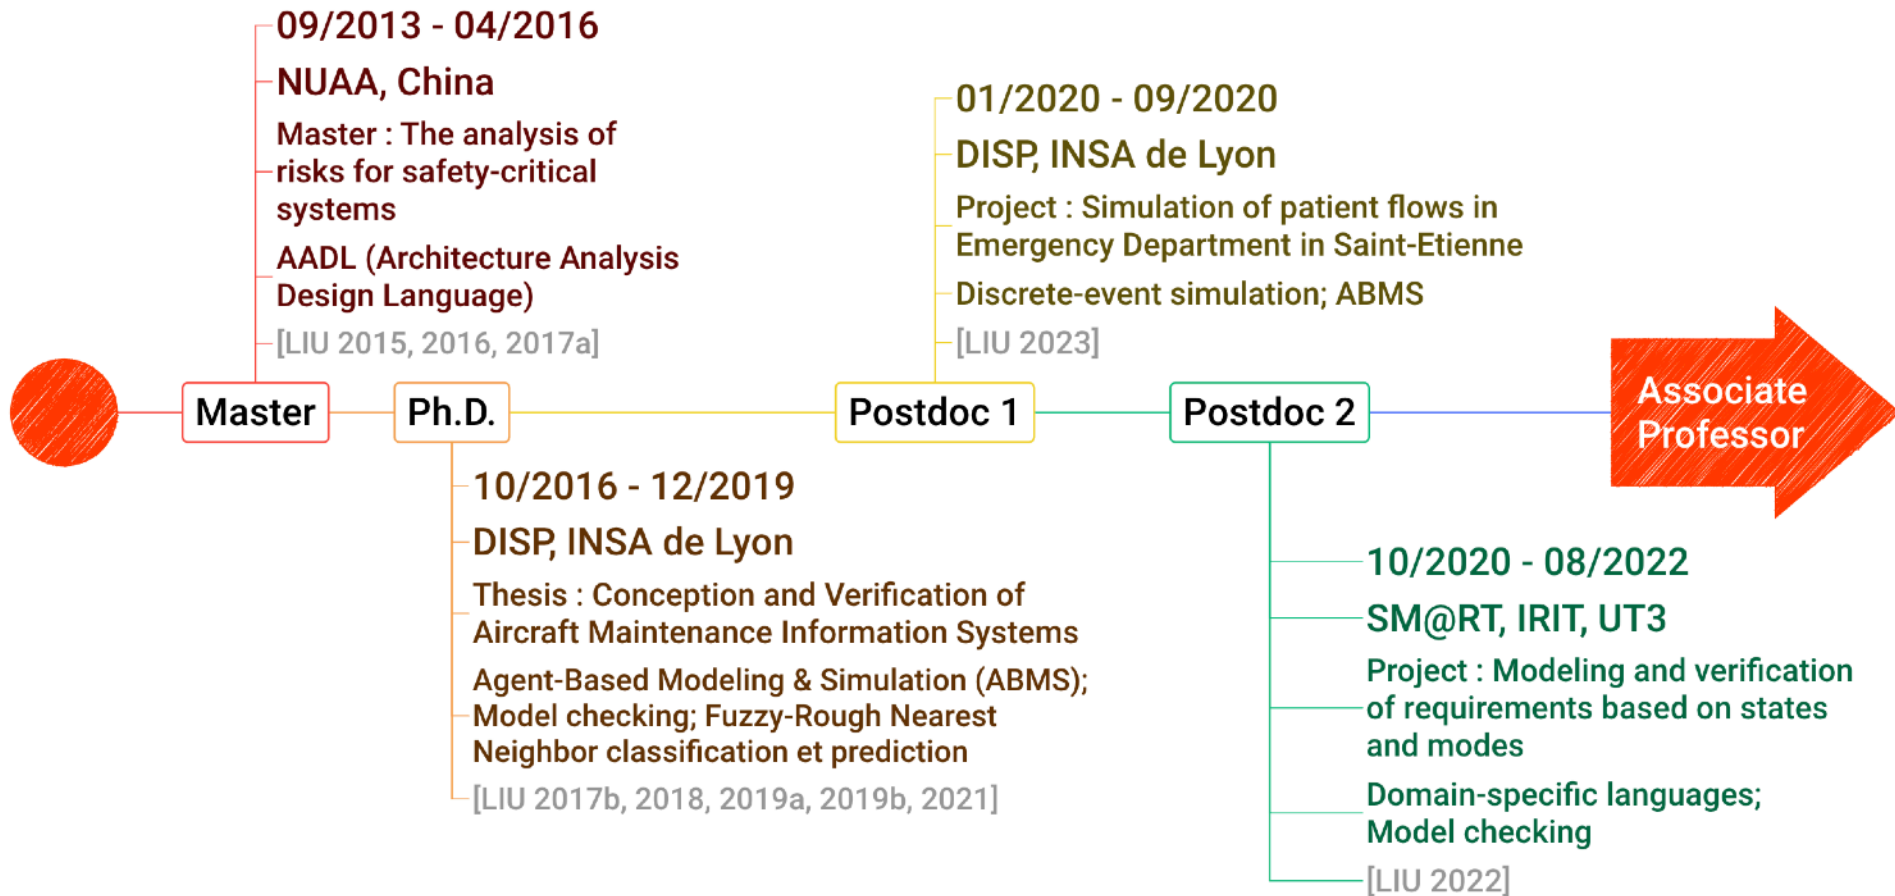 09/2013 - 04/2016
NUAA, China
Master : The analysis of
risks for safety-critical
systems
AADL (Architecture Analysis
Design Language)
[LIU 2015, 2016, 2017a]
Master
Ph.D.
10/2016 - 12/2019
DISP, INSA de Lyon
Thesis : Conception and Verification of
Aircraft Maintenance Information Systems
Agent-Based Modeling & Simulation (ABMS);
Model checking; Fuzzy-Rough Nearest
Neighbor classification et prediction
[LIU 2017b, 2018, 2019a, 2019b, 2021]
01/2020 - 09/2020
DISP, INSA de Lyon
Project : Simulation of patient flows in
Emergency Department in Saint-Etienne
Discrete-event simulation; ABMS
[LIU 2023]
Postdoc 1
Postdoc 2
10/2020 - 08/2022
SM@RT, IRIT, UT3
Project : Modeling and verification
of requirements based on states
and modes
Domain-specific languages;
Model checking
[LIU 2022]
Associate
Professor